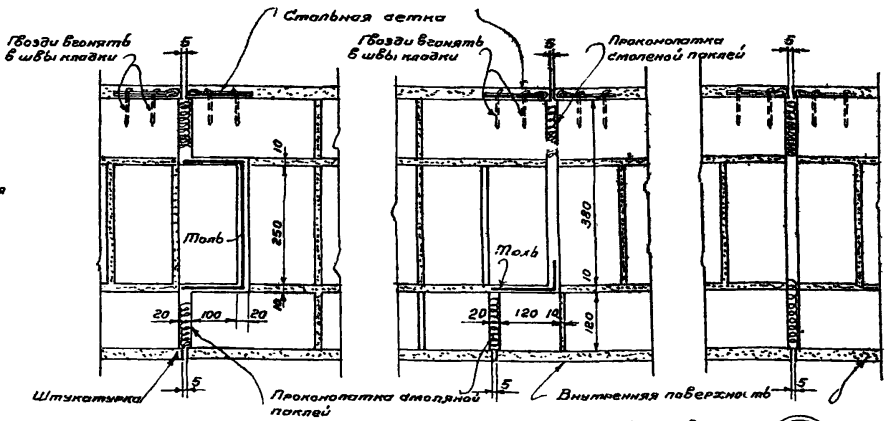 Стальная сетка
Гвозди вгонять
в швы кладки
5
Гвозди вгонять
в швы кладки
5
Проконопатка
смоленой паклей
5
я
10
250
10
Толь
20 100 20
380
10
120
Толь
20 120 10
5
5
5
Штукатурка
Проконопатка смоляной
паклей
Внутренняя поверхность